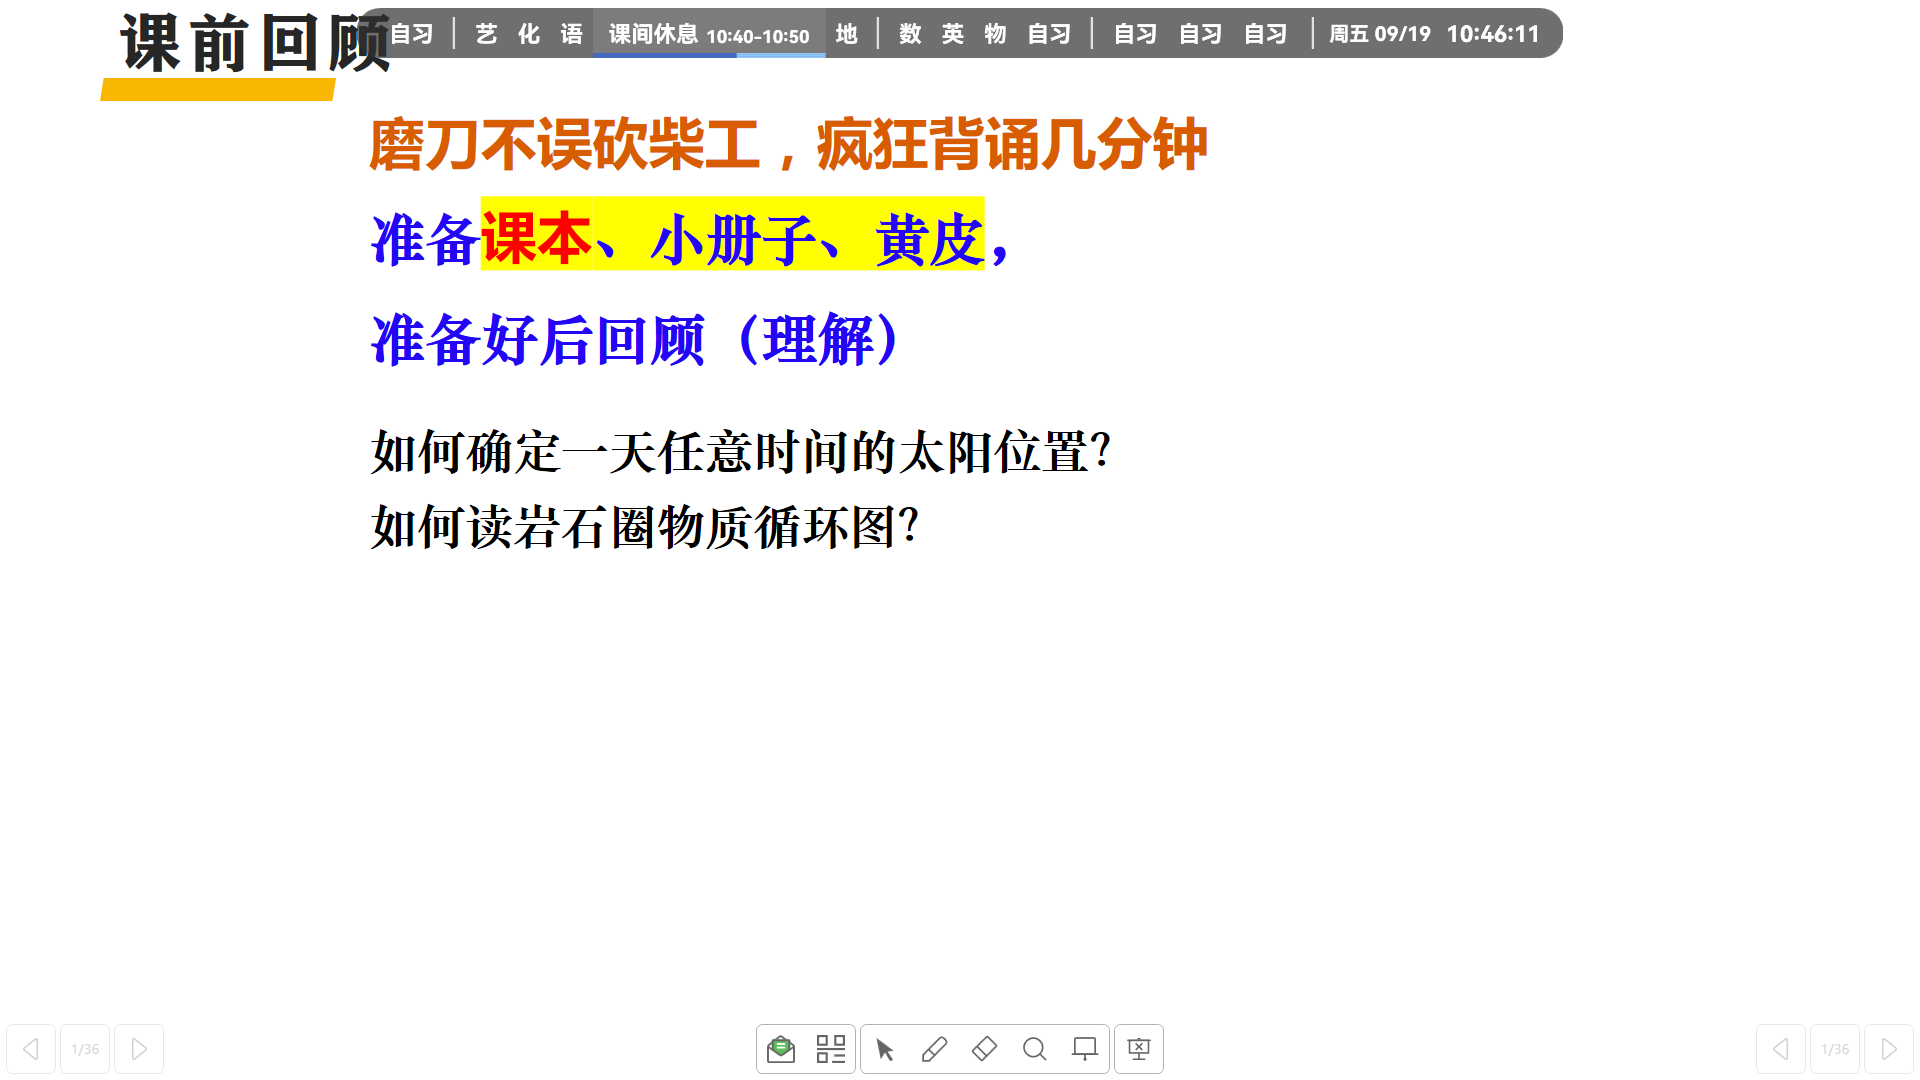 课前回顾
自习 艺 化 语 课间休息 10:40-10:50 地 数 英 物 自习 自习 自习 自习 周五 09/19 10:46:11
磨刀不误砍柴工，疯狂背诵几分钟
准备课本、小册子、黄皮，
准备好后回顾（理解）
如何确定一天任意时间的太阳位置？
如何读岩石圈物质循环图？
1/36
1/36